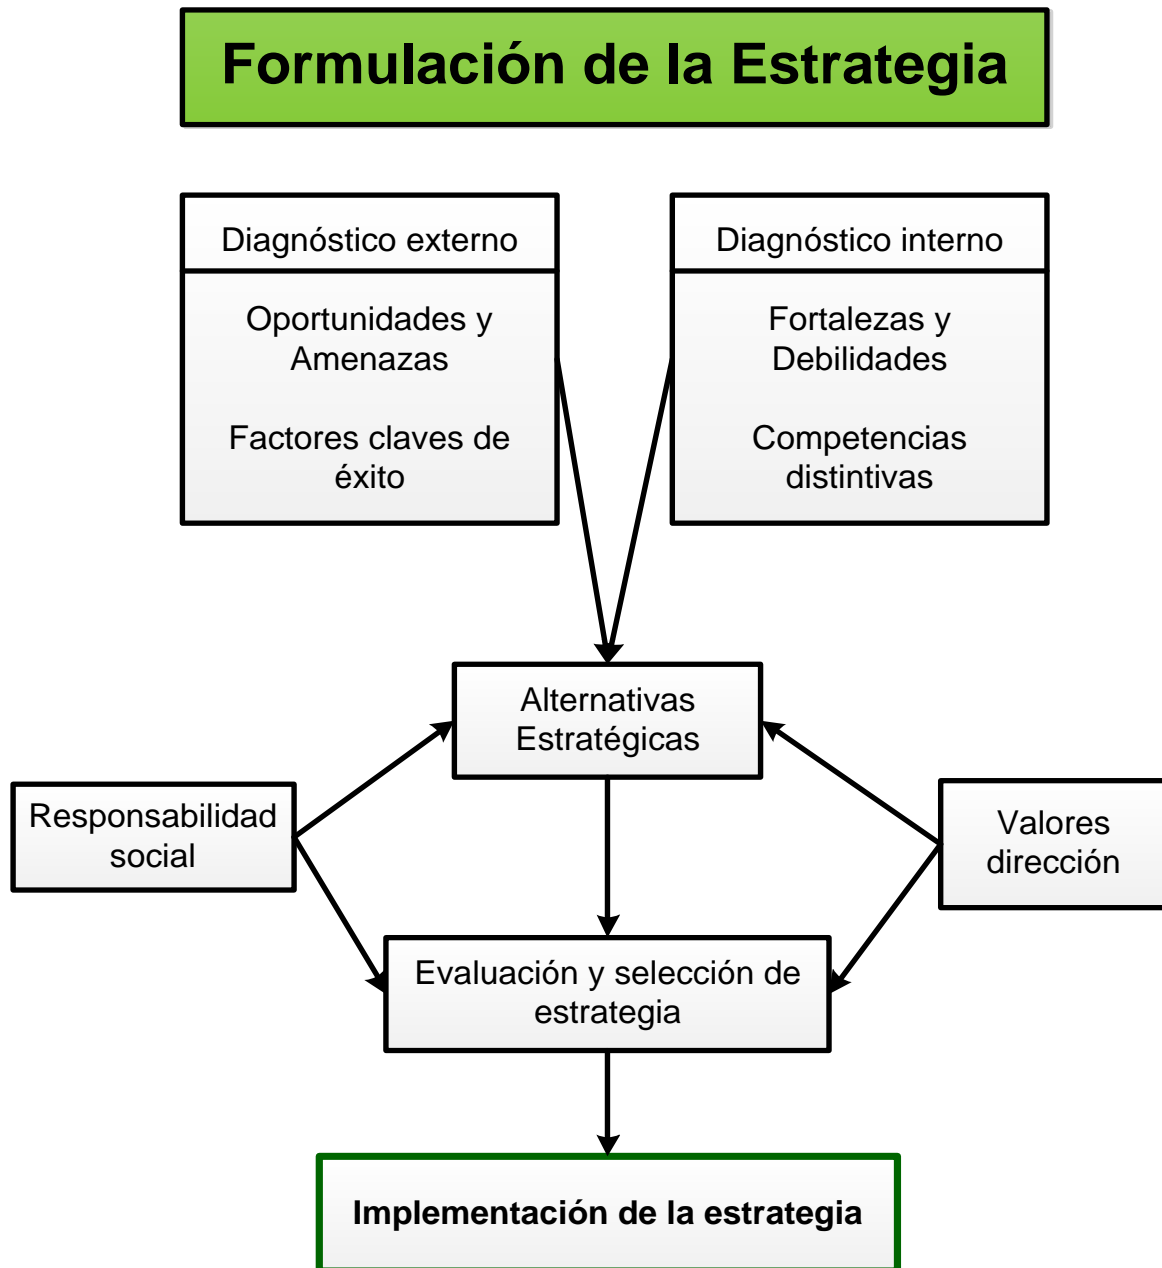 Formulación de la Estrategia
Diagnóstico externo
Oportunidades y
Amenazas
Factores claves de
éxito
Diagnóstico interno
Fortalezas y
Debilidades
Competencias
distintivas
Alternativas
Estratégicas
Responsabilidad
social
Valores
dirección
Evaluación y selección de
estrategia
Implementación de la estrategia